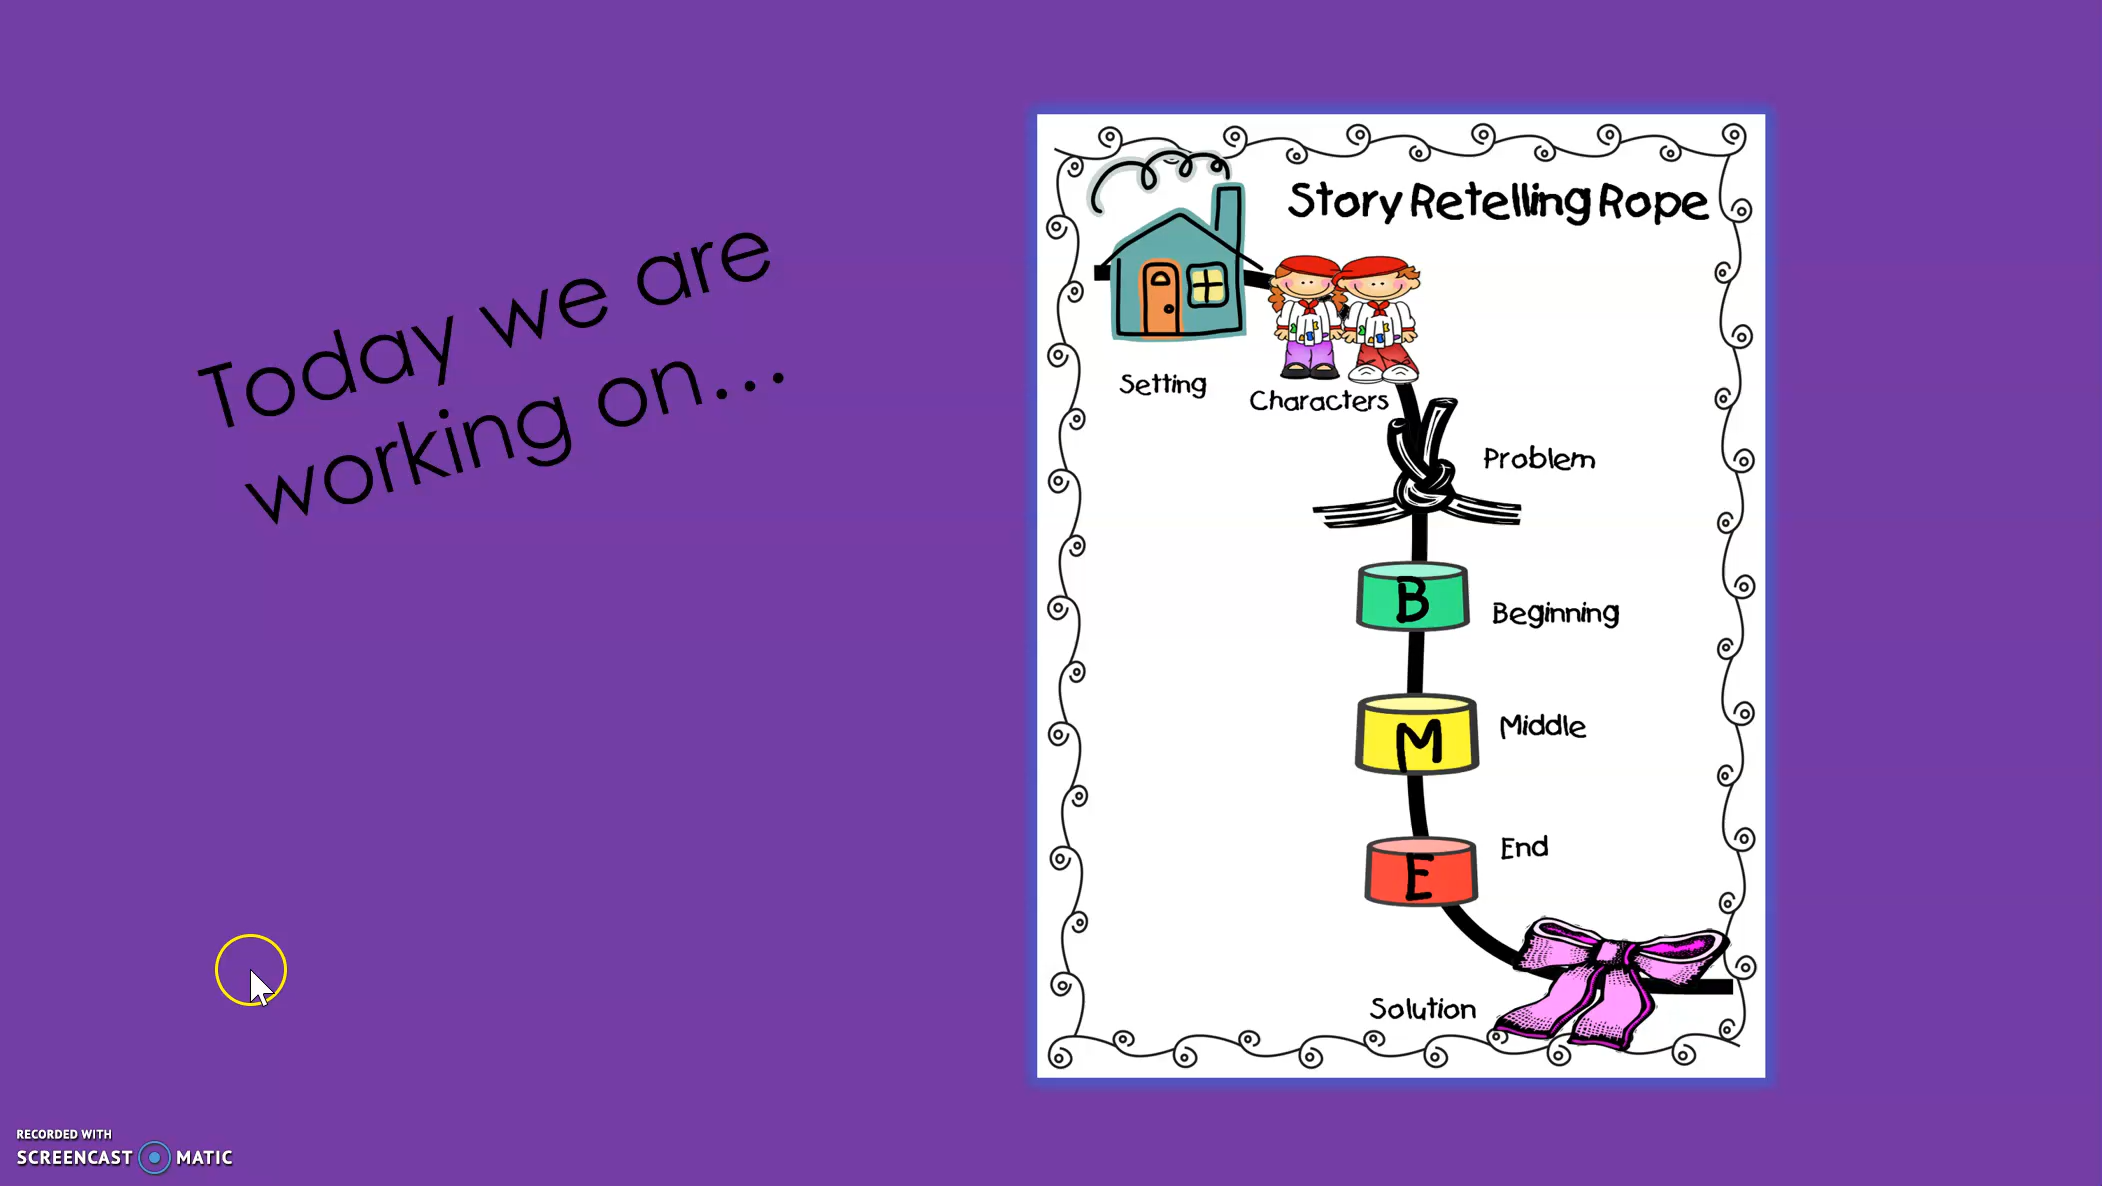 Today we are
working on...
Story Retelling Rope
Setting
Characters
Problem
B
Beginning
M
Middle
E
End
Solution
RECORDED WITH
SCREENCAST MATIC